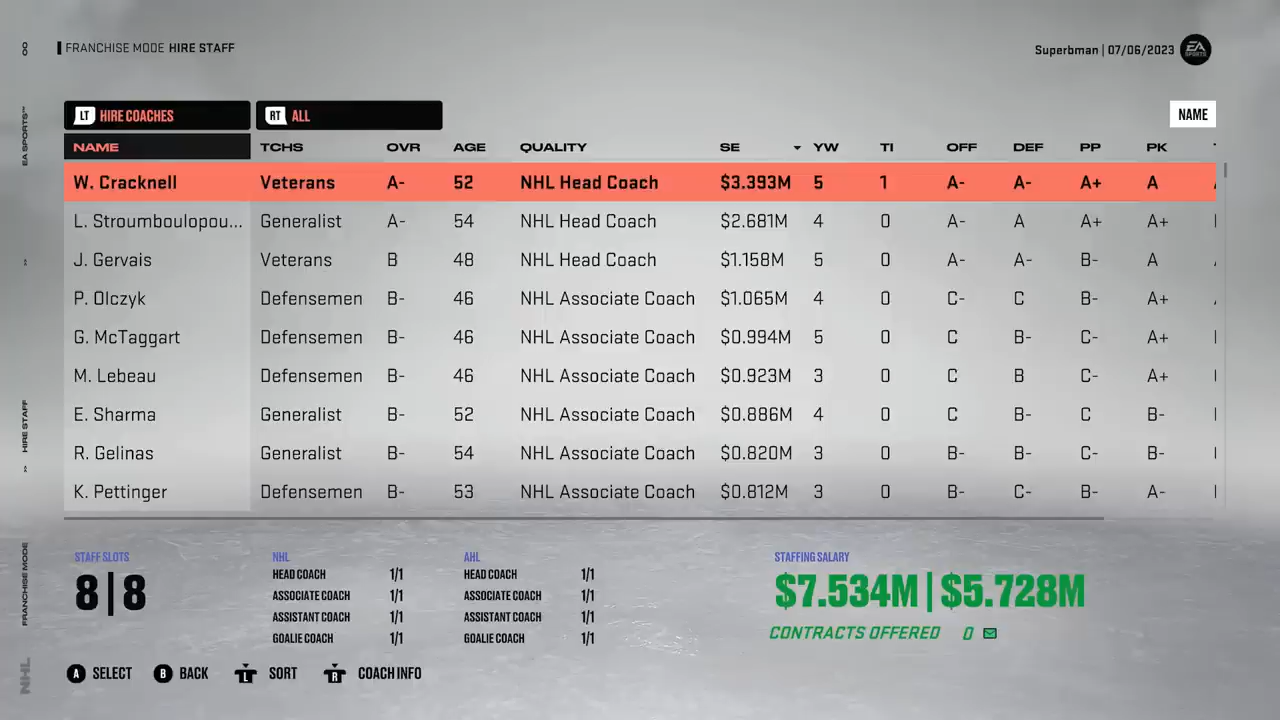 FRANCHISE MODE HIRE STAFF
Superbman | 07/06/2023
EA SPORTS
LT HIRE COACHES
RT ALL
NAME
NAME TCHS OVR AGE QUALITY SE YW TI OFF DEF PP PK
W. Cracknell Veterans A- 52 NHL Head Coach $3.393M 5 1 A- A- A+ A
L. Stroumboulopou... Generalist A- 54 NHL Head Coach $2.681M 4 0 A- A A+ A+
J. Gervais Veterans B 48 NHL Head Coach $1.158M 5 0 A- A- B- A
P. Olczyk Defensemen B- 46 NHL Associate Coach $1.065M 4 0 C- C B- A+
G. McTaggart Defensemen B- 46 NHL Associate Coach $0.994M 5 0 C B- C- A+
M. Lebeau Defensemen B- 46 NHL Associate Coach $0.923M 3 0 C B C- A+
E. Sharma Generalist B- 52 NHL Associate Coach $0.886M 4 0 C B- C B-
R. Gelinas Generalist B- 54 NHL Associate Coach $0.820M 3 0 B- B- C- B-
K. Pettinger Defensemen B- 53 NHL Associate Coach $0.812M 3 0 B- C- B- A-
STAFF SLOTS
8|8
NHL
HEAD COACH 1/1
ASSOCIATE COACH 1/1
ASSISTANT COACH 1/1
GOALIE COACH 1/1
AHL
HEAD COACH 1/1
ASSOCIATE COACH 1/1
ASSISTANT COACH 1/1
GOALIE COACH 1/1
STAFFING SALARY
$7.534M|$5.728M
CONTRACTS OFFERED 0
A SELECT B BACK L SORT R COACH INFO
EA SPORTS™
HIRE STAFF
FRANCHISE MODE
NHL